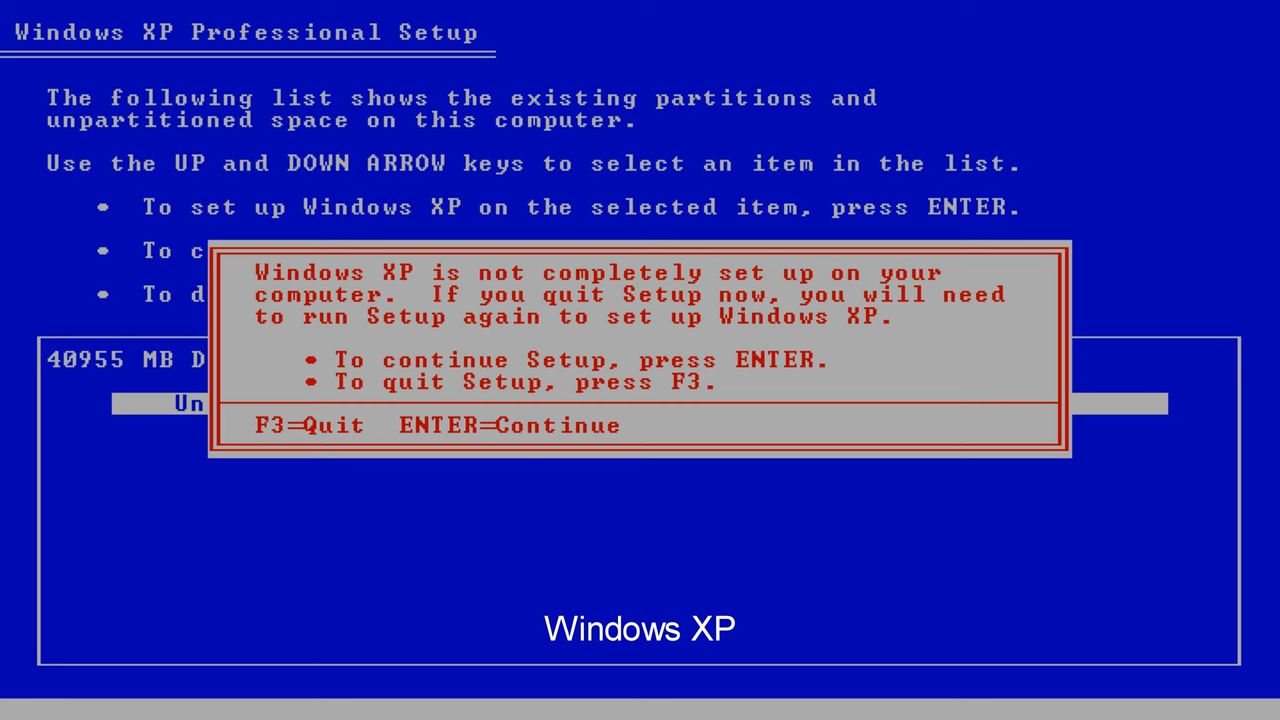 Windows XP Professional Setup
The following list shows the existing partitions and
unpartitioned space on this computer.
Use the UP and DOWN ARROW keys to select an item in the list.
• To set up Windows XP on the selected item, press ENTER.
• To
• To
Windows XP is not completely set up on your
computer. If you quit Setup now, you will need
to run Setup again to set up Windows XP.
• To continue Setup, press ENTER.
• To quit Setup, press F3.
F3=Quit ENTER=Continue
40955 MB
Windows XP